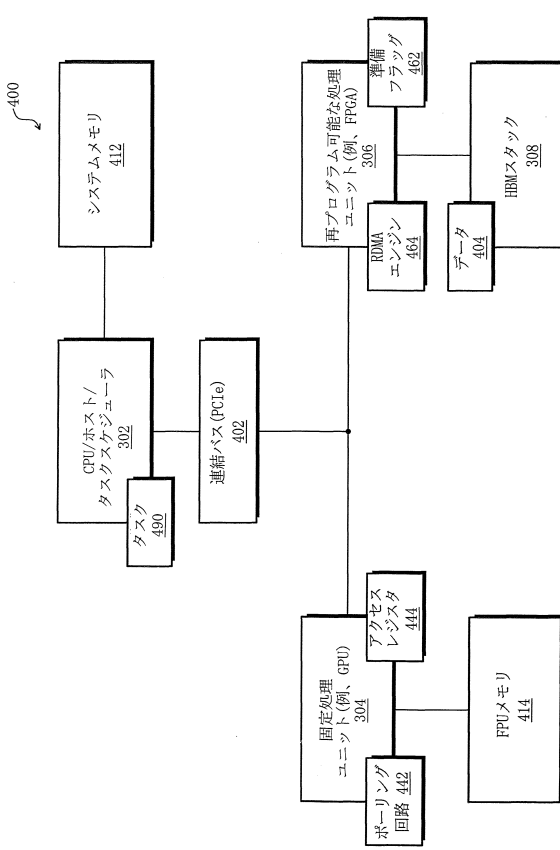 400
システムメモリ
412
CPU/ホスト/
タスクスケジューラ
302
タスク
490
連結バス(PCIe)
402
再プログラム可能な処理
ユニット(例、FPGA)
306
準備
フラッグ
462
RDMA
エンジン
464
データ
404
HBMスタック
308
固定処理
ユニット(例、GPU)
304
アクセス
レジスタ
444
ポーリング
回路 442
FPUメモリ
414